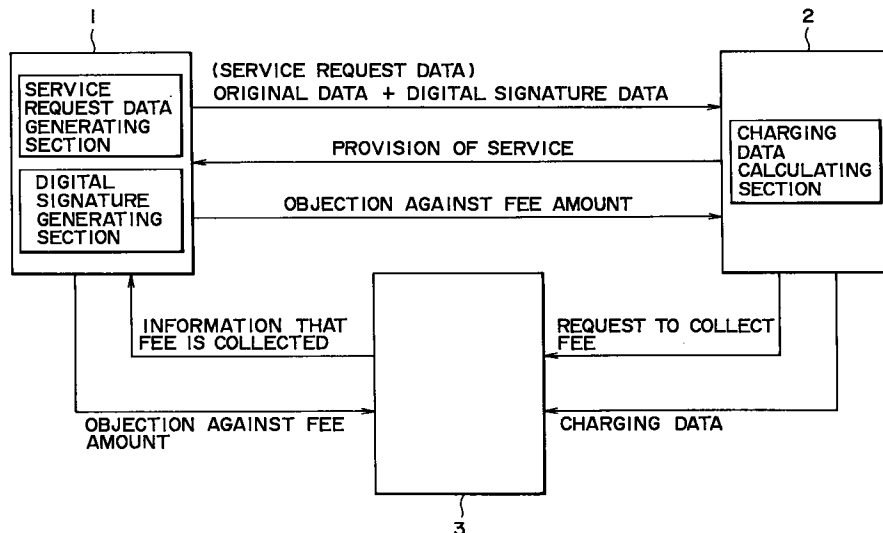 1
2
SERVICE
REQUEST DATA
GENERATING
SECTION
(SERVICE REQUEST DATA)
ORIGINAL DATA + DIGITAL SIGNATURE DATA
PROVISION OF SERVICE
CHARGING
DATA
CALCULATING
SECTION
DIGITAL
SIGNATURE
GENERATING
SECTION
OBJECTION AGAINST FEE AMOUNT
INFORMATION THAT
FEE IS COLLECTED
REQUEST TO COLLECT
FEE
OBJECTION AGAINST FEE
AMOUNT
CHARGING DATA
3